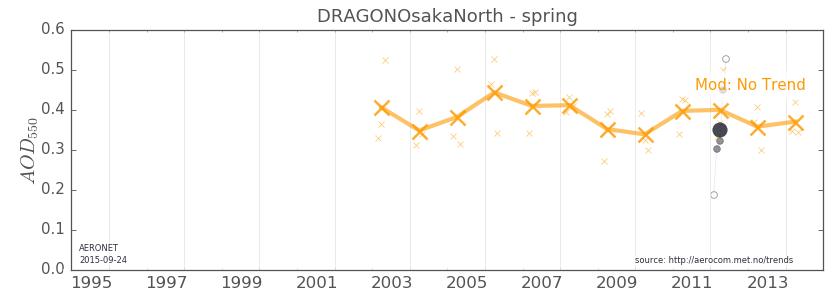 DRAGONOsakaNorth - spring
0.6
0.5
0.4
0.3
0.2
0.1
0.0
AOD550
Mod: No Trend
AERONET
2015-09-24
source: http://aerocom.met.no/trends
1995 1997 1999 2001 2003 2005 2007 2009 2011 2013